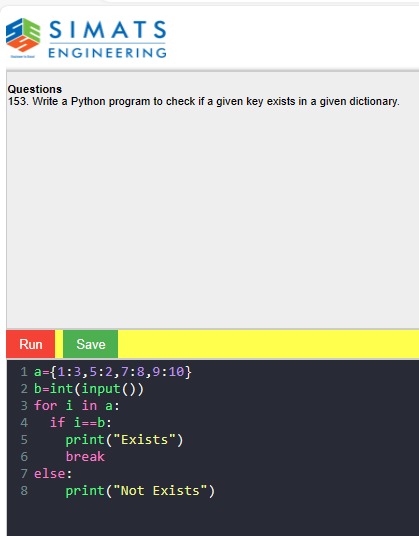 SIMATS
ENGINEERING
Questions
153. Write a Python program to check if a given key exists in a given dictionary.
Run Save
1 a={1:3,5:2,7:8,9:10}
2 b=int(input())
3 for i in a:
4   if i==b:
5     print("Exists")
6     break
7 else:
8     print("Not Exists")